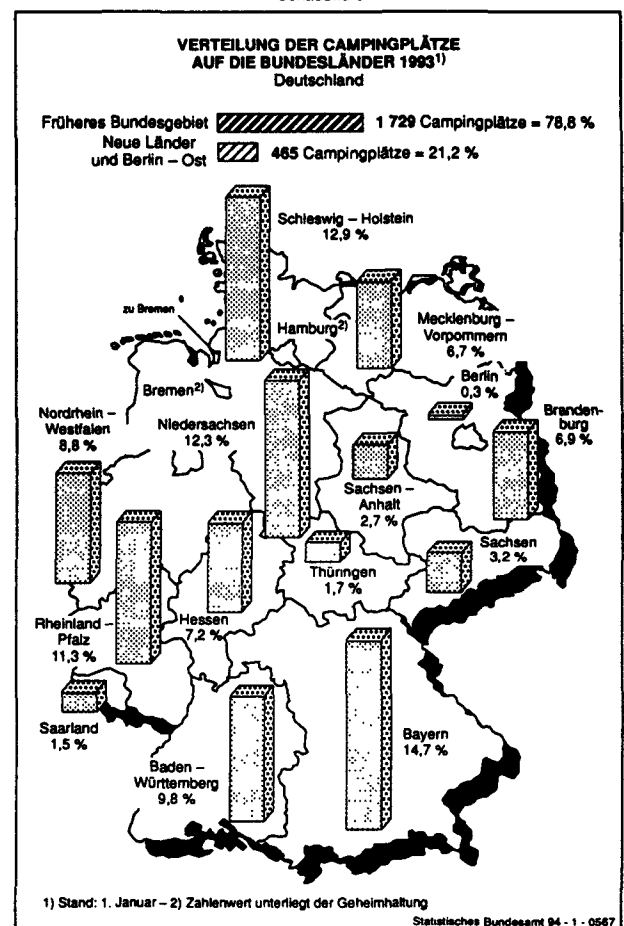 VERTEILUNG DER CAMPINGPLÄTZE
AUF DIE BUNDESLÄNDER 1993¹⁾
Deutschland
Früheres Bundesgebiet 1 729 Campingplätze = 78,8 %
Neue Länder
und Berlin – Ost 465 Campingplätze = 21,2 %
Schleswig – Holstein
12,9 %
zu Bremen
Hamburg²⁾
Mecklenburg –
Vorpommern
6,7 %
Bremen²⁾
Berlin
0,3 %
Nordrhein –
Westfalen
8,8 %
Niedersachsen
12,3 %
Branden-
burg
6,9 %
Sachsen –
Anhalt
2,7 %
Sachsen
3,2 %
Thüringen
1,7 %
Rheinland –
Pfalz
11,3 %
Hessen
7,2 %
Saarland
1,5 %
Bayern
14,7 %
Baden –
Württemberg
9,8 %
1) Stand: 1. Januar – 2) Zahlenwert unterliegt der Geheimhaltung
Statistisches Bundesamt 94 - 1 - 0567